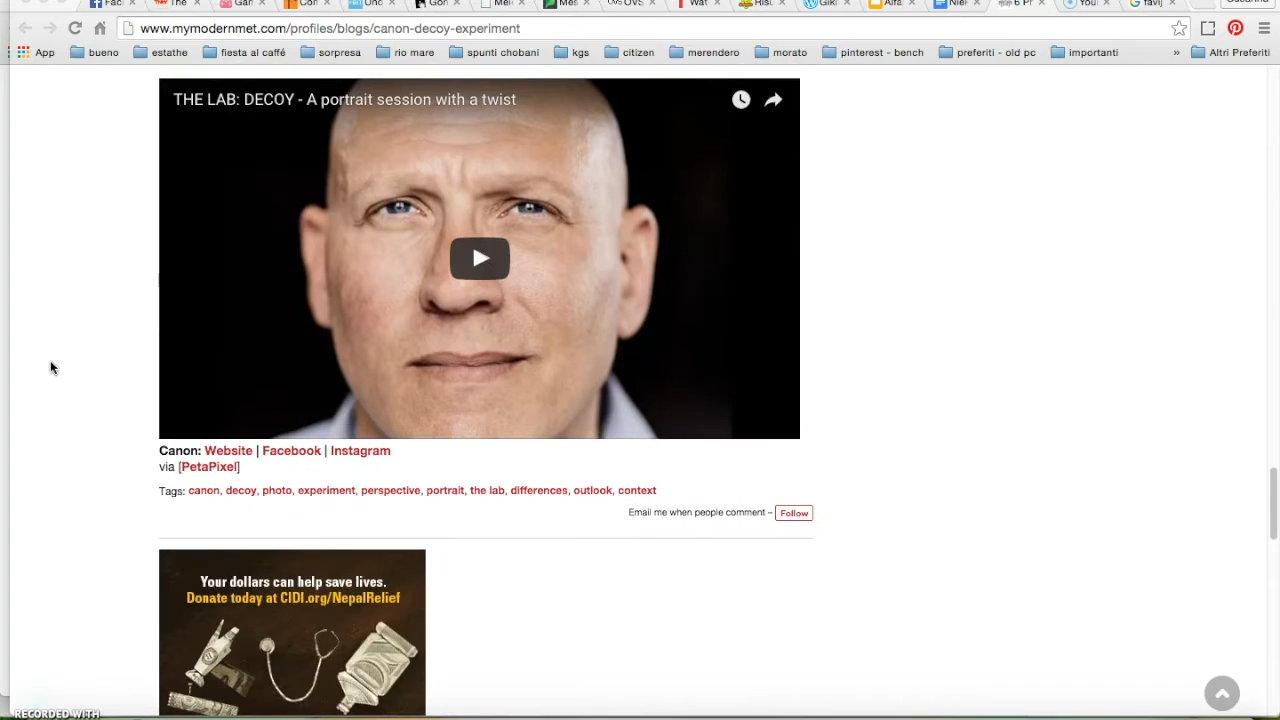 www.mymodernmet.com/profiles/blogs/canon-decoy-experiment
App bueno estathe fiesta al caffé sorpresa rio mare spunti chobani kgs citizen mercedes morato pinterest - bench preferiti - old pc importanti » Altri Preferiti
THE LAB: DECOY - A portrait session with a twist
Canon: Website | Facebook | Instagram
via [PetaPixel]
Tags: canon, decoy, photo, experiment, perspective, portrait, the lab, differences, outlook, context
Email me when people comment – Follow
Your dollars can help save lives.
Donate today at CIDI.org/NepalRelief
RECORDED WITH